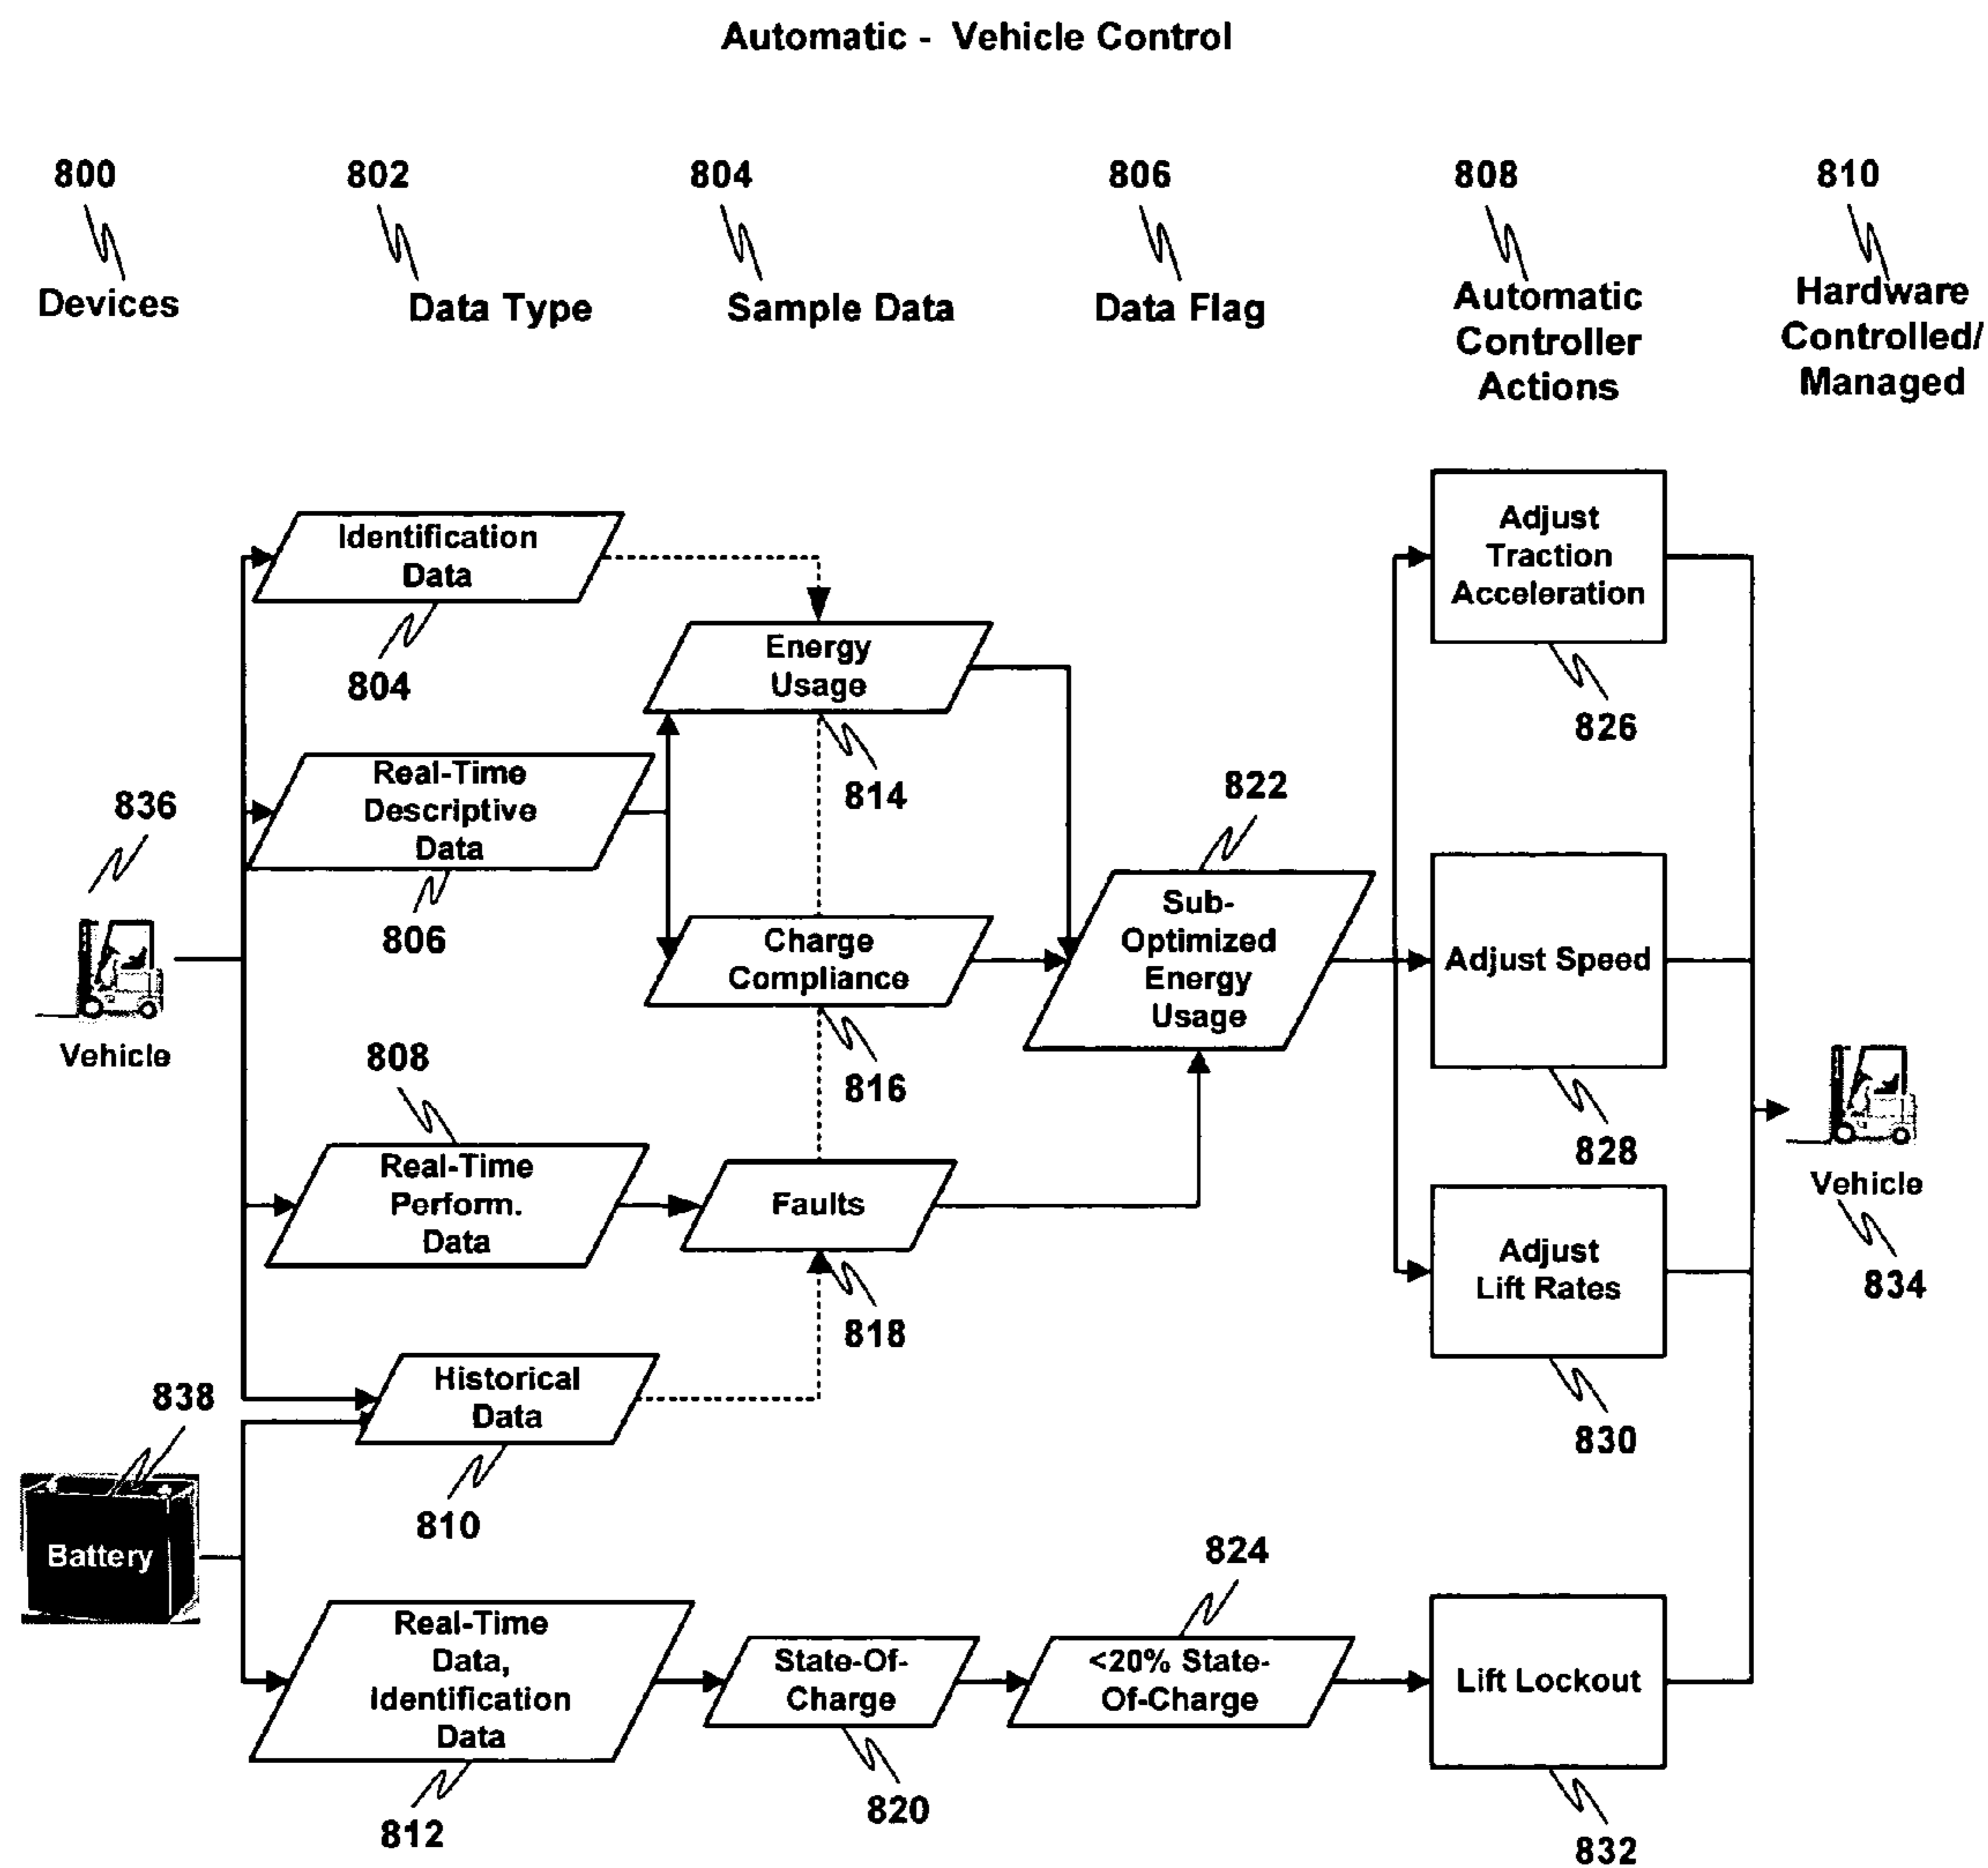 Automatic - Vehicle Control
800
802
804
806
808
810
Devices
Data Type
Sample Data
Data Flag
Automatic
Controller
Actions
Hardware
Controlled/
Managed
Identification
Data
804
Energy
Usage
814
Real-Time
Descriptive
Data
806
836
Vehicle
Charge
Compliance
816
822
Sub-
Optimized
Energy
Usage
Adjust
Traction
Acceleration
826
Adjust Speed
828
808
Real-Time
Perform.
Data
Faults
818
Adjust
Lift Rates
830
Vehicle
834
Historical
Data
810
838
Battery
Real-Time
Data,
Identification
Data
812
State-Of-
Charge
820
824
<20% State-
Of-Charge
Lift Lockout
832